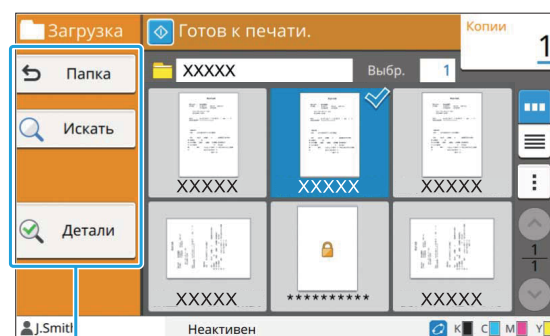 Загрузка
Готов к печати.
Копии
1
Папка
XXXXX
Выбр.
1
Искать
XXXXX
XXXXX
XXXXX
Детали
1
1
XXXXX
**********
XXXXX
J.Smith
Неактивен
K C M Y